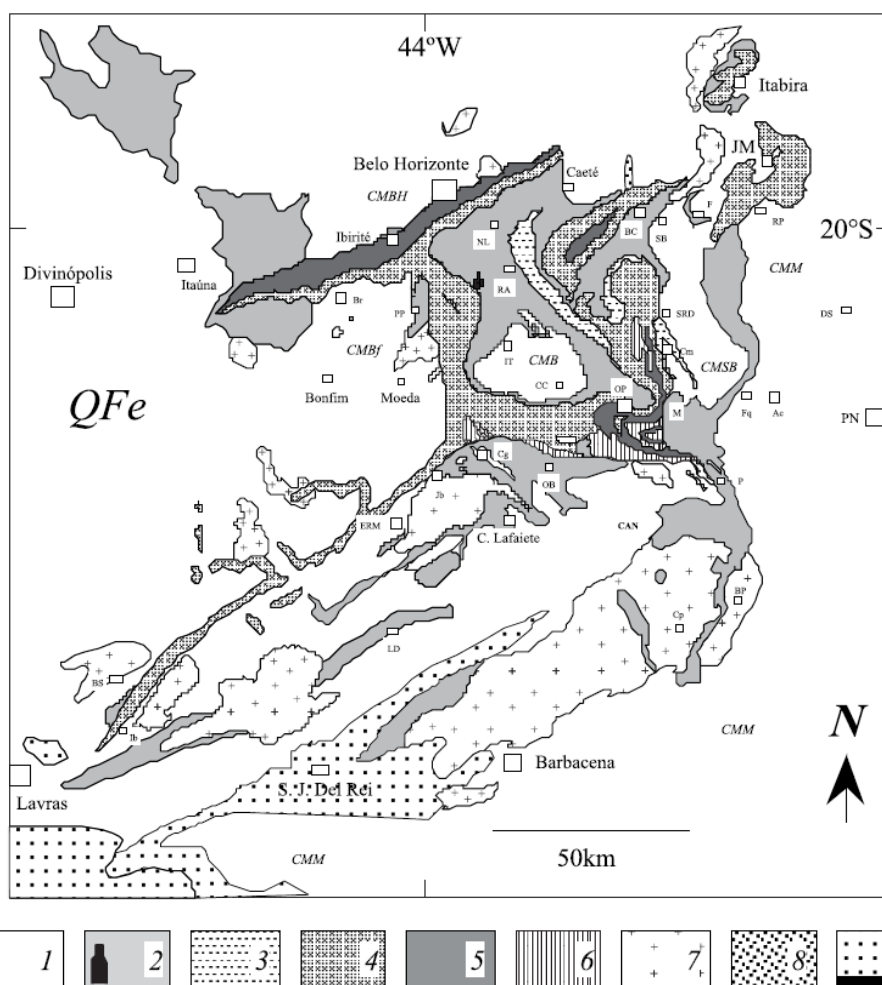 44ºW
Itabira
JM
Belo Horizonte
CMBH
Caeté
F
RP
BC
SB
20°S
NL
Ibirité
CMM
Divinópolis
Itaúna
RA
Br
PP
SRD
DS
CMBf
Cm
IT
CMB
CMSB
CC
OP
Bonfim
Moeda
QFe
M
Fq
Ac
PN
Cg
OB
P
Jb
ERM
C. Lafaiete
CAN
BP
Cp
LD
BS
CMM
N
Barbacena
Lavras
S. J. Del Rei
50km
CMM
1
2
3
4
5
6
7
8